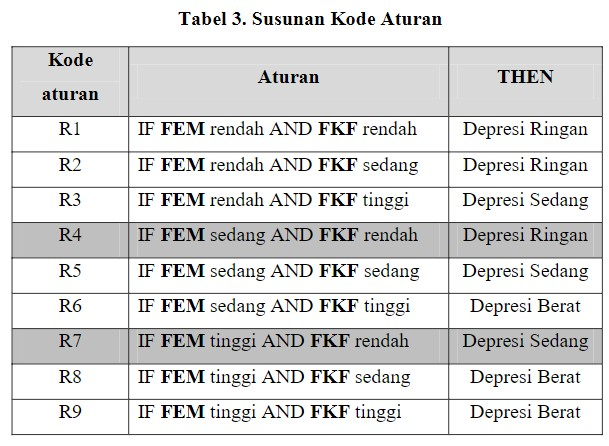 Tabel 3. Susunan Kode Aturan
Kode aturan Aturan THEN
R1 IF FEM rendah AND FKF rendah Depresi Ringan
R2 IF FEM rendah AND FKF sedang Depresi Ringan
R3 IF FEM rendah AND FKF tinggi Depresi Sedang
R4 IF FEM sedang AND FKF rendah Depresi Ringan
R5 IF FEM sedang AND FKF sedang Depresi Sedang
R6 IF FEM sedang AND FKF tinggi Depresi Berat
R7 IF FEM tinggi AND FKF rendah Depresi Sedang
R8 IF FEM tinggi AND FKF sedang Depresi Berat
R9 IF FEM tinggi AND FKF tinggi Depresi Berat